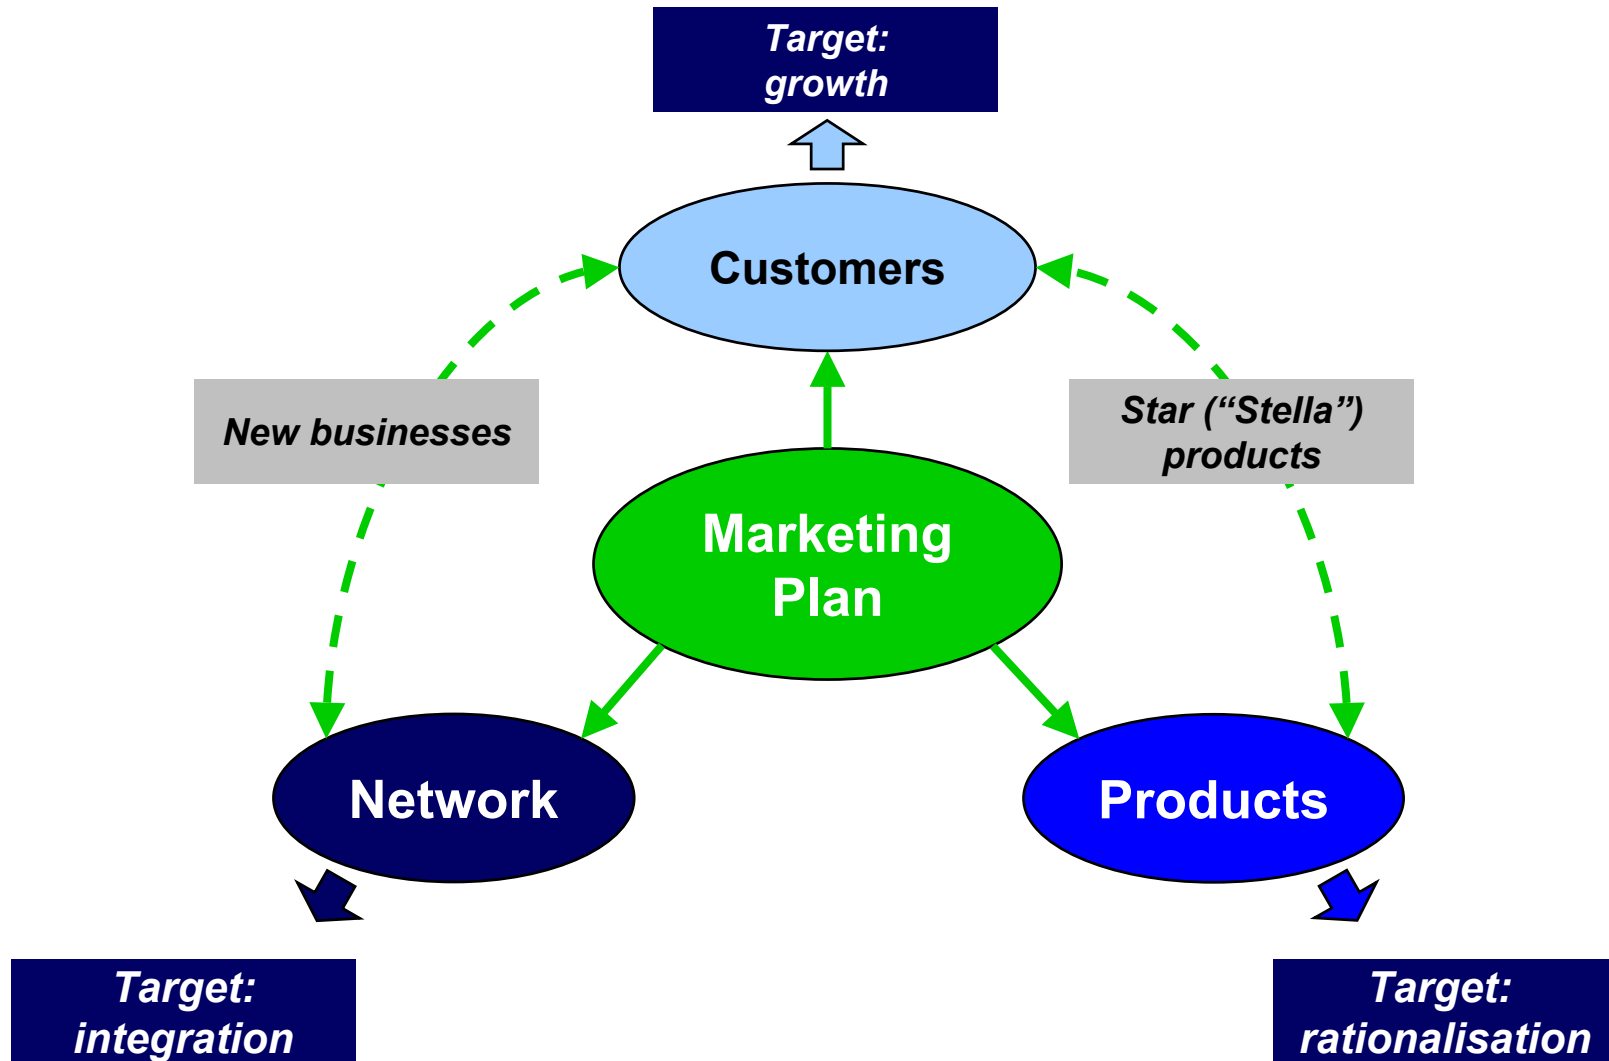 Target:
growth
Customers
New businesses
Star (“Stella”)
products
Marketing
Plan
Network
Products
Target:
integration
Target:
rationalisation